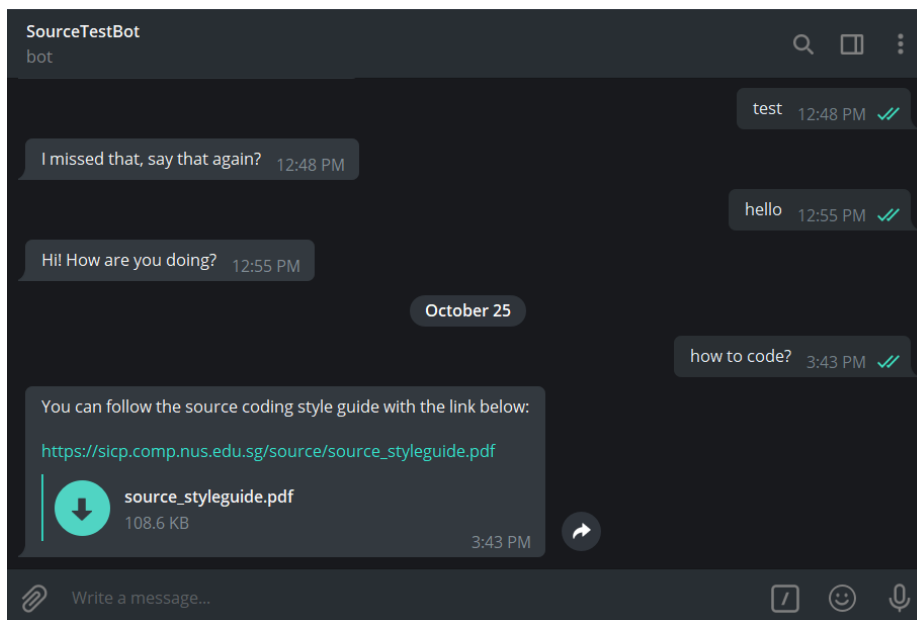 SourceTestBot
bot
test 12:48 PM
I missed that, say that again? 12:48 PM
hello 12:55 PM
Hi! How are you doing? 12:55 PM
October 25
how to code? 3:43 PM
You can follow the source coding style guide with the link below:
https://sicp.comp.nus.edu.sg/source/source_styleguide.pdf
source_styleguide.pdf
108.6 KB
3:43 PM
Write a message...